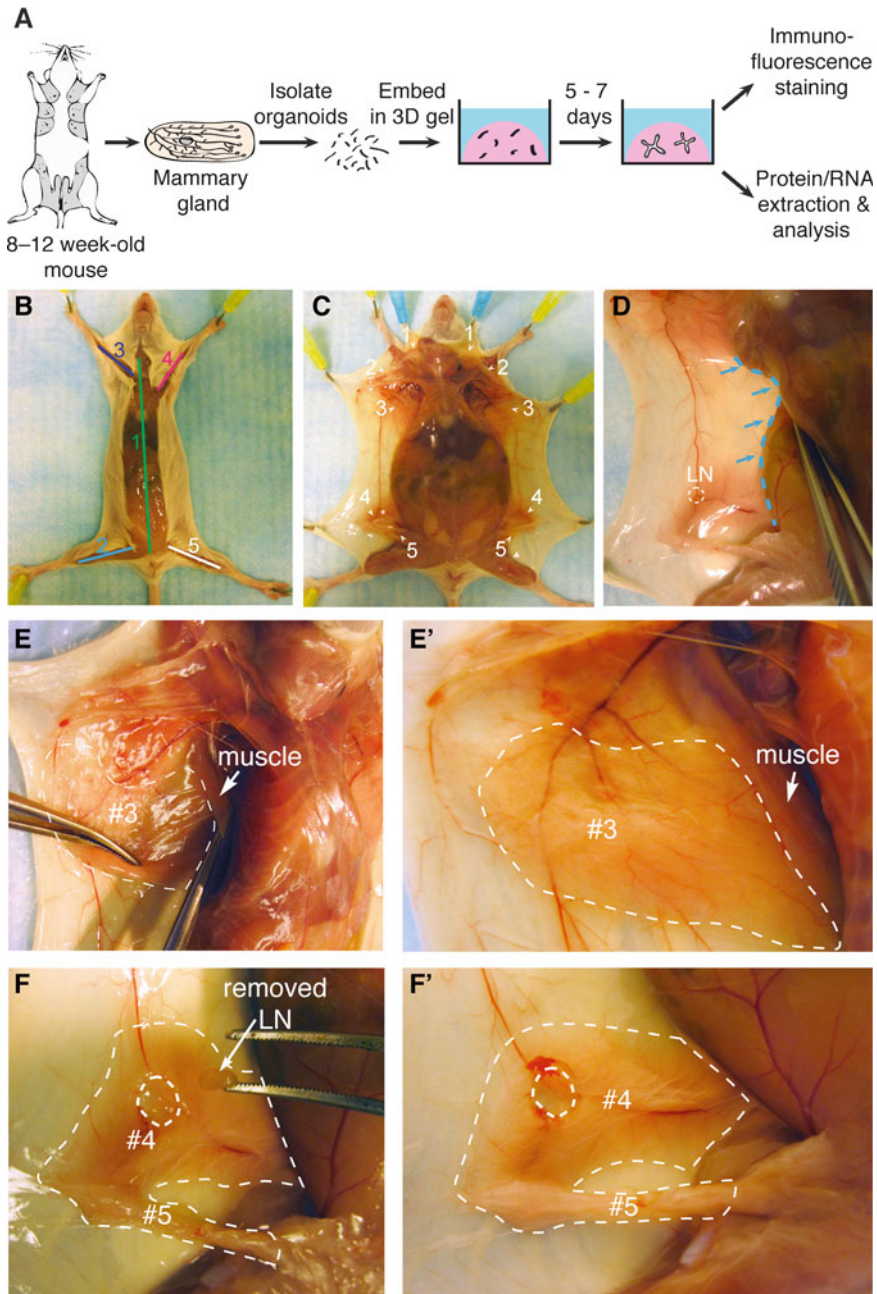 A
8–12 week-old
mouse
Mammary
gland
Isolate
organoids
Embed
in 3D gel
5 - 7
days
Immuno-
fluorescence
staining
Protein/RNA
extraction &
analysis
B
3
4
1
2
5
C
1
1
2
2
3
3
4
4
5
5
D
LN
E
muscle
#3
E'
muscle
#3
F
removed
LN
#4
#5
F'
#4
#5